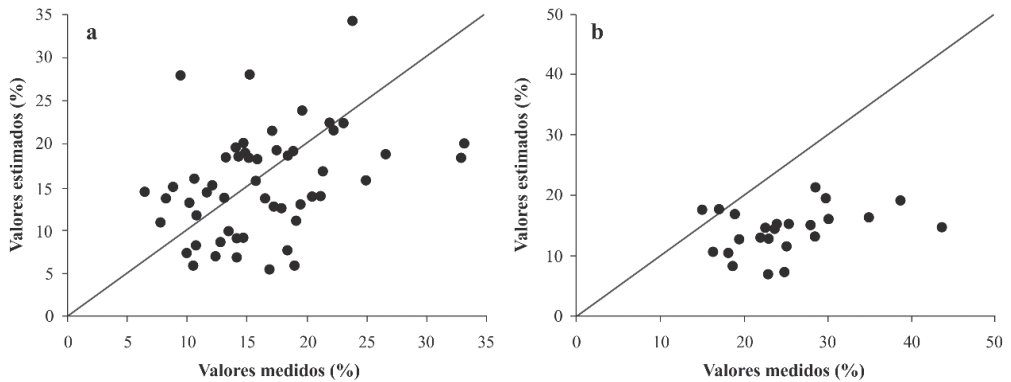 a
35
30
25
20
15
10
5
0
Valores estimados (%)
0 5 10 15 20 25 30 35
Valores medidos (%)
b
50
40
30
20
10
0
Valores estimados (%)
0 10 20 30 40 50
Valores medidos (%)